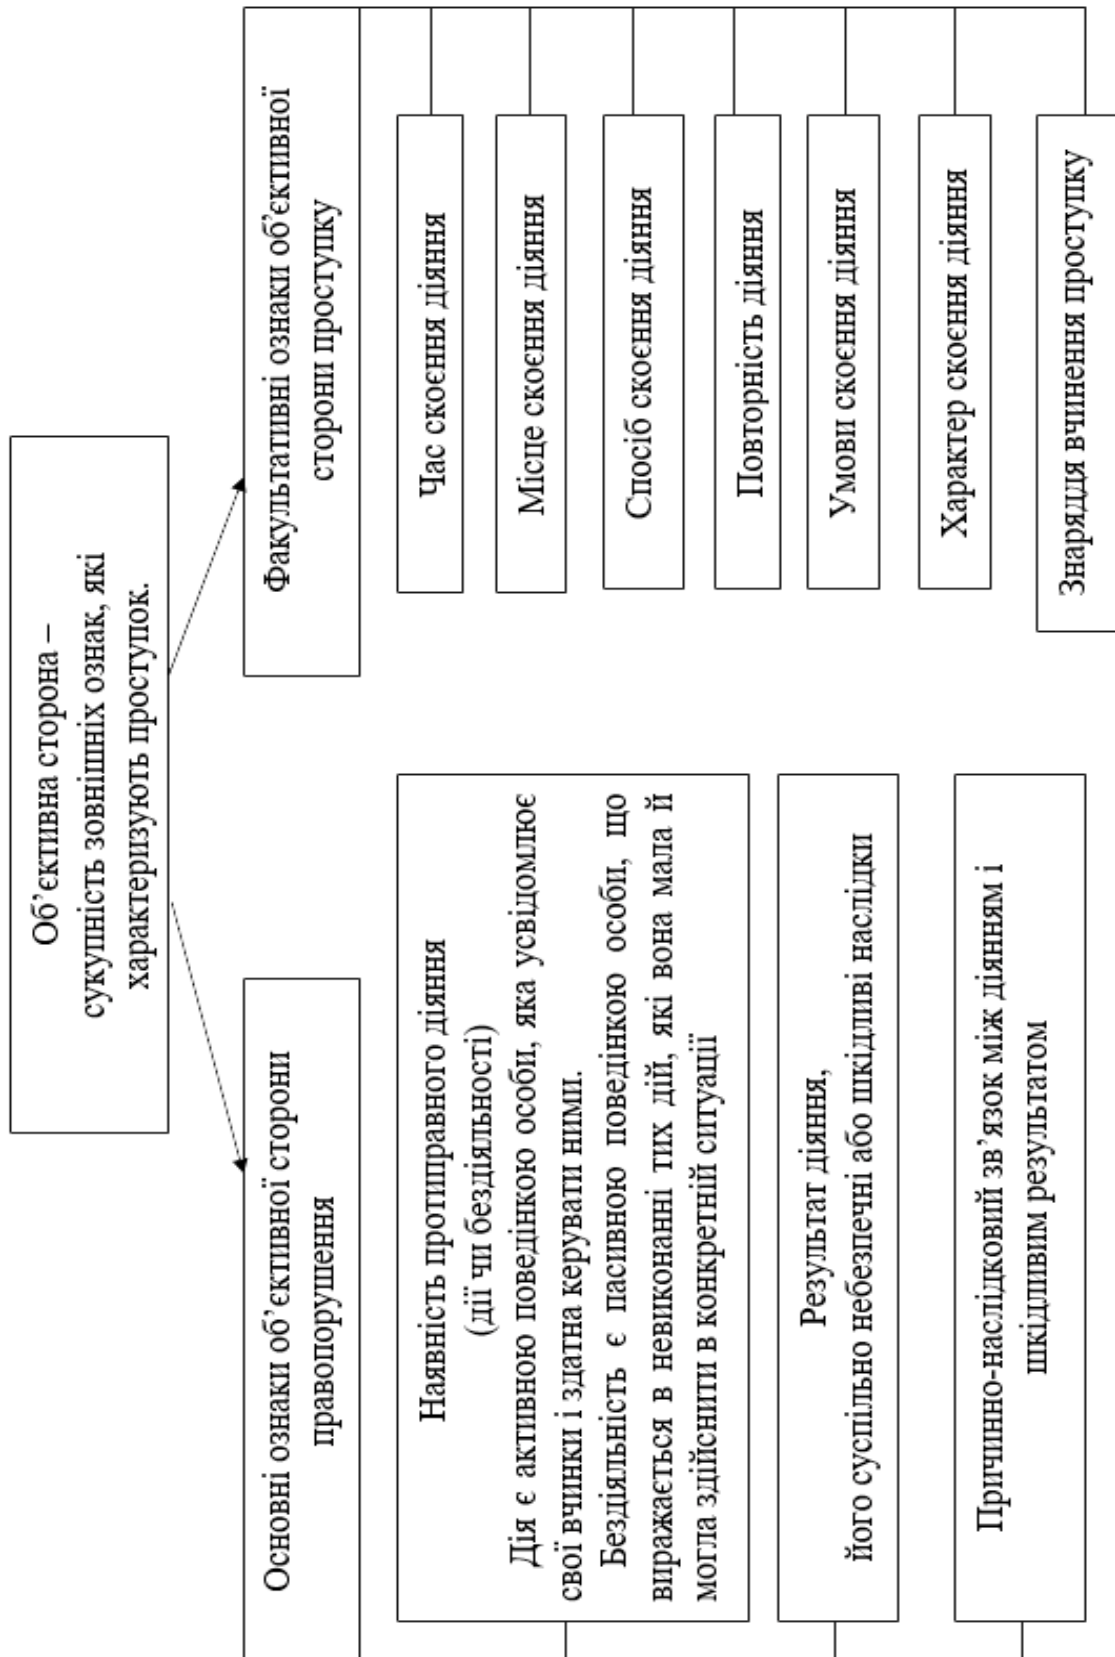 Об’єктивна сторона –
сукупність зовнішніх ознак, які
характеризують проступок.
Основні ознаки об’єктивної сторони
правопорушення
Наявність протиправного діяння
(дії чи бездіяльності)
Дія є активною поведінкою особи, яка усвідомлює
свої вчинки і здатна керувати ними.
Бездіяльність є пасивною поведінкою особи, що
виражається в невиконанні тих дій, які вона мала й
могла здійснити в конкретній ситуації
Результат діяння,
його суспільно небезпечні або шкідливі наслідки
Причинно-наслідковий зв’язок між діянням і
шкідливим результатом
Факультативні ознаки об’єктивної
сторони проступку
Час скоєння діяння
Місце скоєння діяння
Спосіб скоєння діяння
Повторність діяння
Умови скоєння діяння
Характер скоєння діяння
Знаряддя вчинення проступку